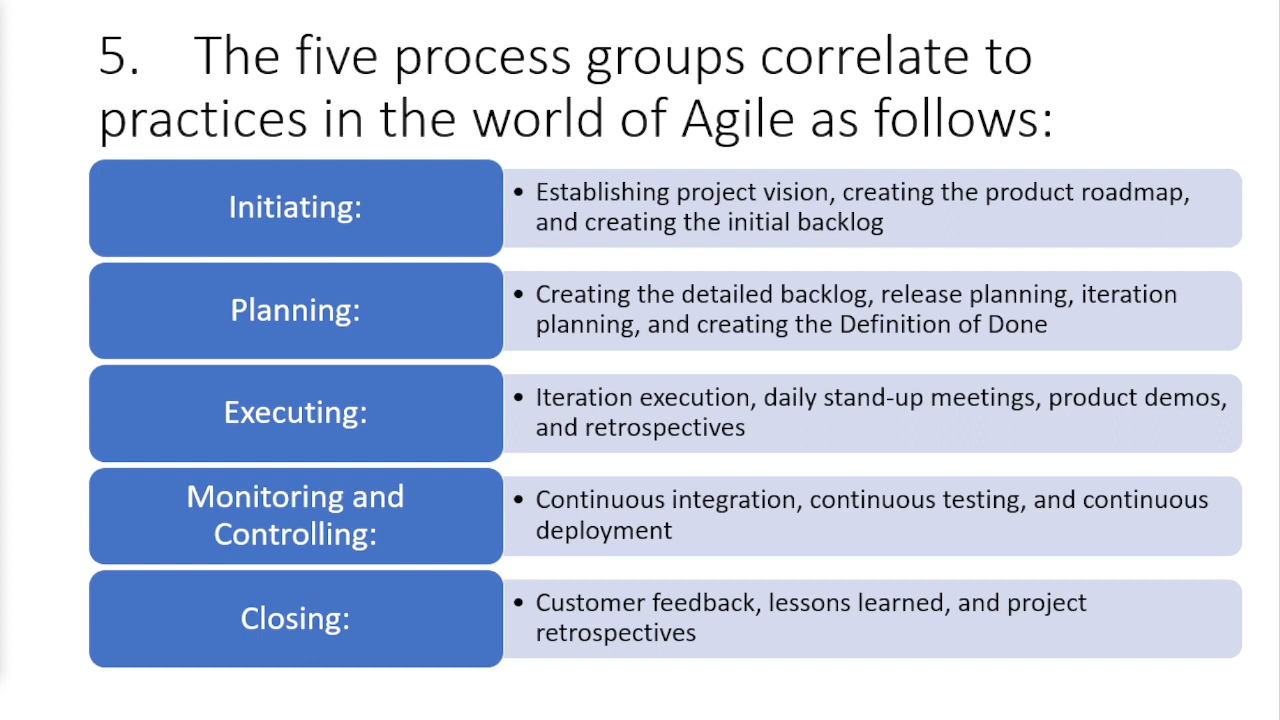 5. The five process groups correlate to
practices in the world of Agile as follows:
Initiating:
• Establishing project vision, creating the product roadmap,
and creating the initial backlog
Planning:
• Creating the detailed backlog, release planning, iteration
planning, and creating the Definition of Done
Executing:
• Iteration execution, daily stand-up meetings, product demos,
and retrospectives
Monitoring and
Controlling:
• Continuous integration, continuous testing, and continuous
deployment
Closing:
• Customer feedback, lessons learned, and project
retrospectives